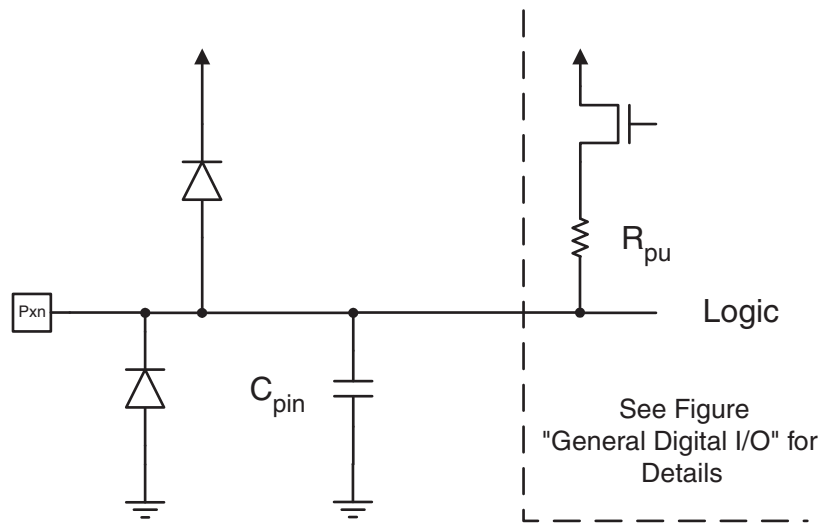 R
pu
Pxn
Logic
C
pin
See Figure
"General Digital I/O" for
Details